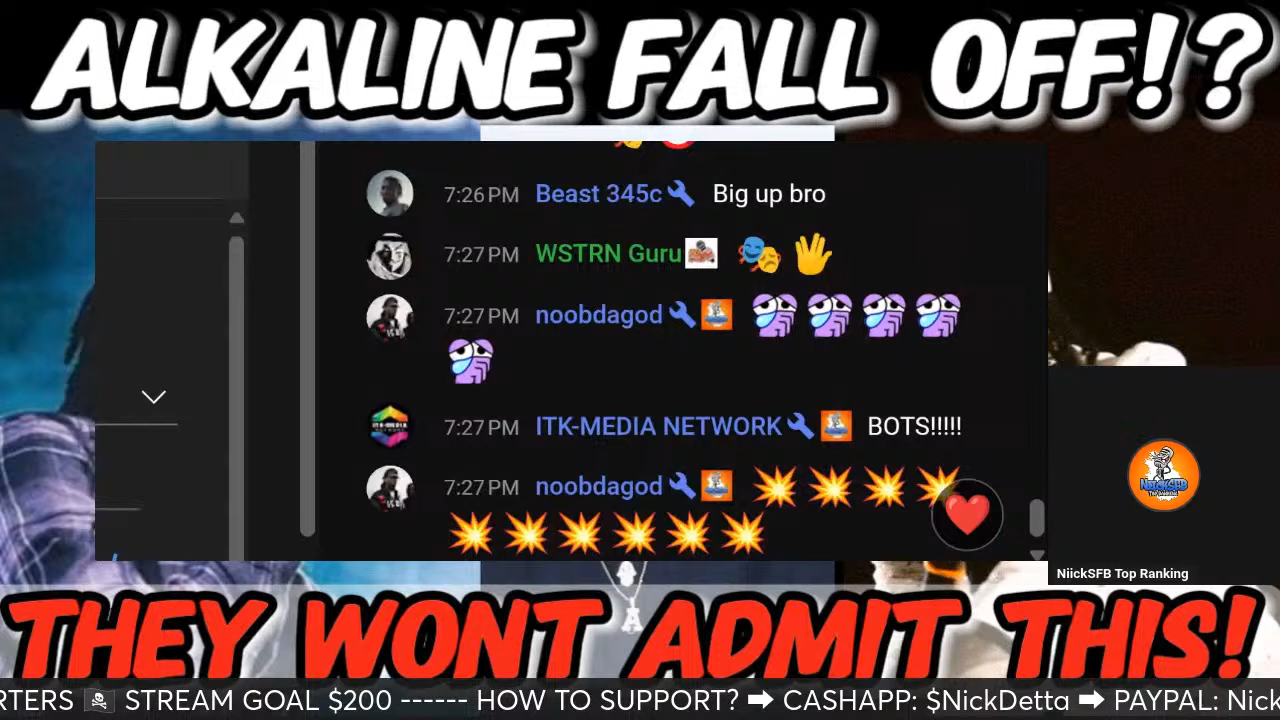 ALKALINE FALL OFF!?
7:26 PM Beast 345c Big up bro
7:27 PM WSTRN Guru
7:27 PM noobdagod
7:27 PM ITK-MEDIA NETWORK BOTS!!!!!
7:27 PM noobdagod
NiickSFB Top Ranking
THEY WONT ADMIT THIS!
RTERS ☠ STREAM GOAL $200 ------ HOW TO SUPPORT? ➡ CASHAPP: $NickDetta ➡ PAYPAL: Nick